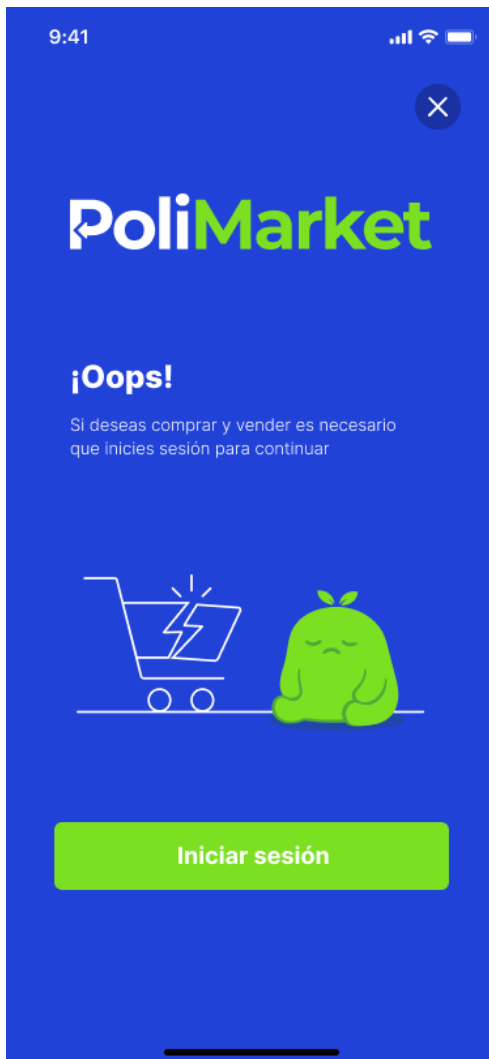 9:41
PoliMarket
¡Oops!
Si deseas comprar y vender es necesario
que inicies sesión para continuar
Iniciar sesión